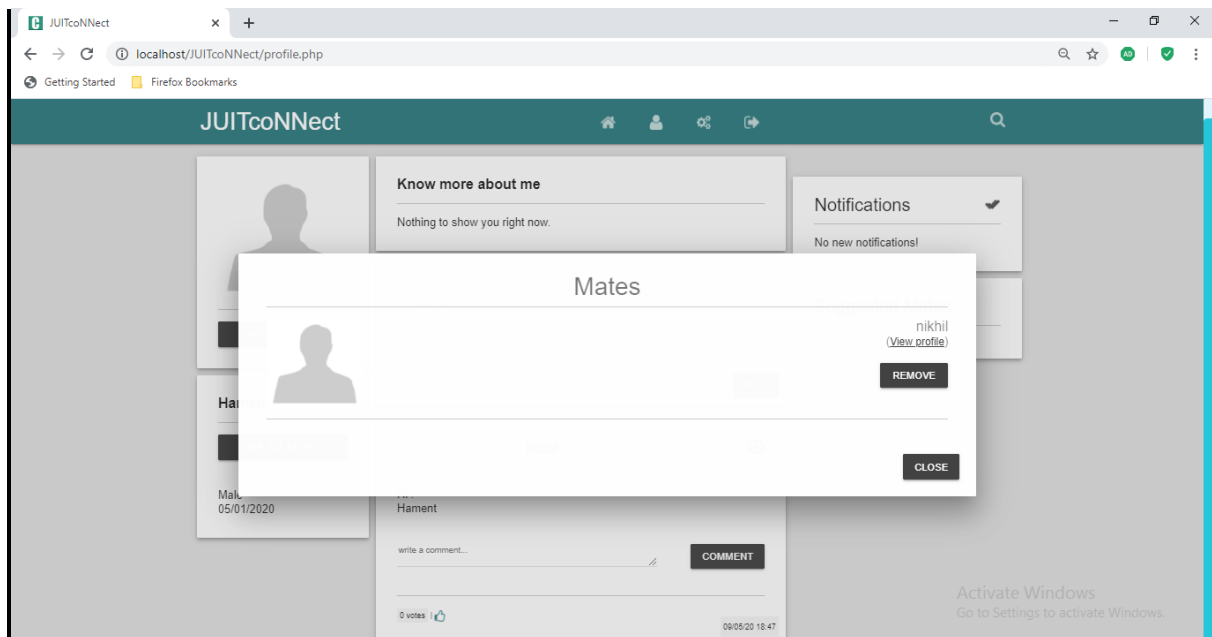 JUITcoNNect
localhost/JUITcoNNect/profile.php
AD
Getting Started Firefox Bookmarks
JUITcoNNect
Know more about me
Nothing to show you right now.
Notifications
No new notifications!
Mates
nikhil
(View profile)
REMOVE
CLOSE
Male
05/01/2020
Hament
write a comment...
COMMENT
0 votes |
09/05/20 18:47
Activate Windows
Go to Settings to activate Windows.